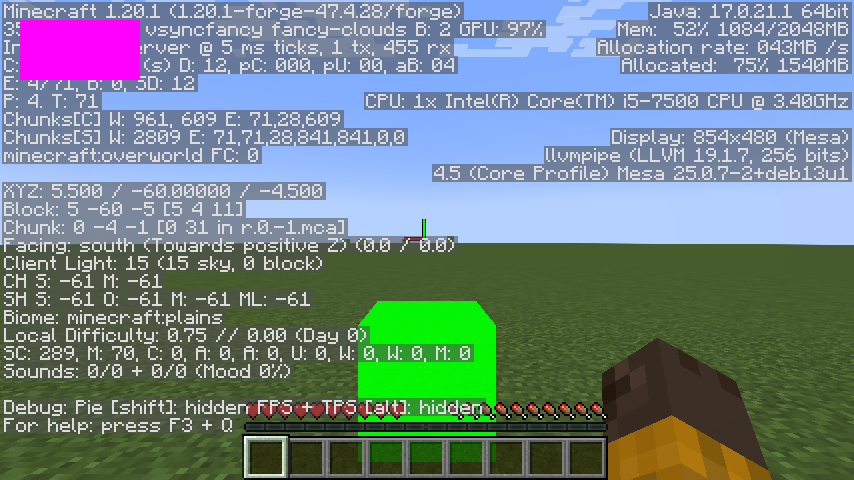 Minecraft 1.20.1 (1.20.1-forge-47.4.28/forge)
vsyncfancy fancy-clouds B: 2 GPU: 97%
@ 5 ms ticks, 1 tx, 455 rx
(s) D: 12, pC: 000, pU: 00, aB: 04
E: 4/71, B: 0, SD: 12
P: 4. T: 71
Chunks[C] W: 961, 609 E: 71,28,609
Chunks[S] W: 2809 E: 71,71,28,841,841,0,0
minecraft:overworld FC: 0
XYZ: 5.500 / -60.00000 / -4.500
Block: 5 -60 -5 [5 4 11]
Chunk: 0 -4 -1 [0 31 in r.0.-1.mca]
Facing: south (Towards positive Z) (0.0 / 0.0)
Client Light: 15 (15 sky, 0 block)
CH S: -61 M: -61
SH S: -61 O: -61 M: -61 ML: -61
Biome: minecraft:plains
Local Difficulty: 0.75 // 0.00 (Day 0)
SC: 289, M: 70, C: 0, A: 0, A: 0, U: 0, W: 0, W: 0, M: 0
Sounds: 0/0 + 0/0 (Mood 0%)
Debug: Pie [shift]: hidden FPS + TPS [alt]: hidden
For help: press F3 + Q
Java: 17.0.21.1 64bit
Mem: 52% 1084/2048MB
Allocation rate: 043MB /s
Allocated: 75% 1540MB
CPU: 1x Intel(R) Core(TM) i5-7500 CPU @ 3.40GHz
Display: 854x480 (Mesa)
llvmpipe (LLVM 19.1.7, 256 bits)
4.5 (Core Profile) Mesa 25.0.7-2+deb13u1